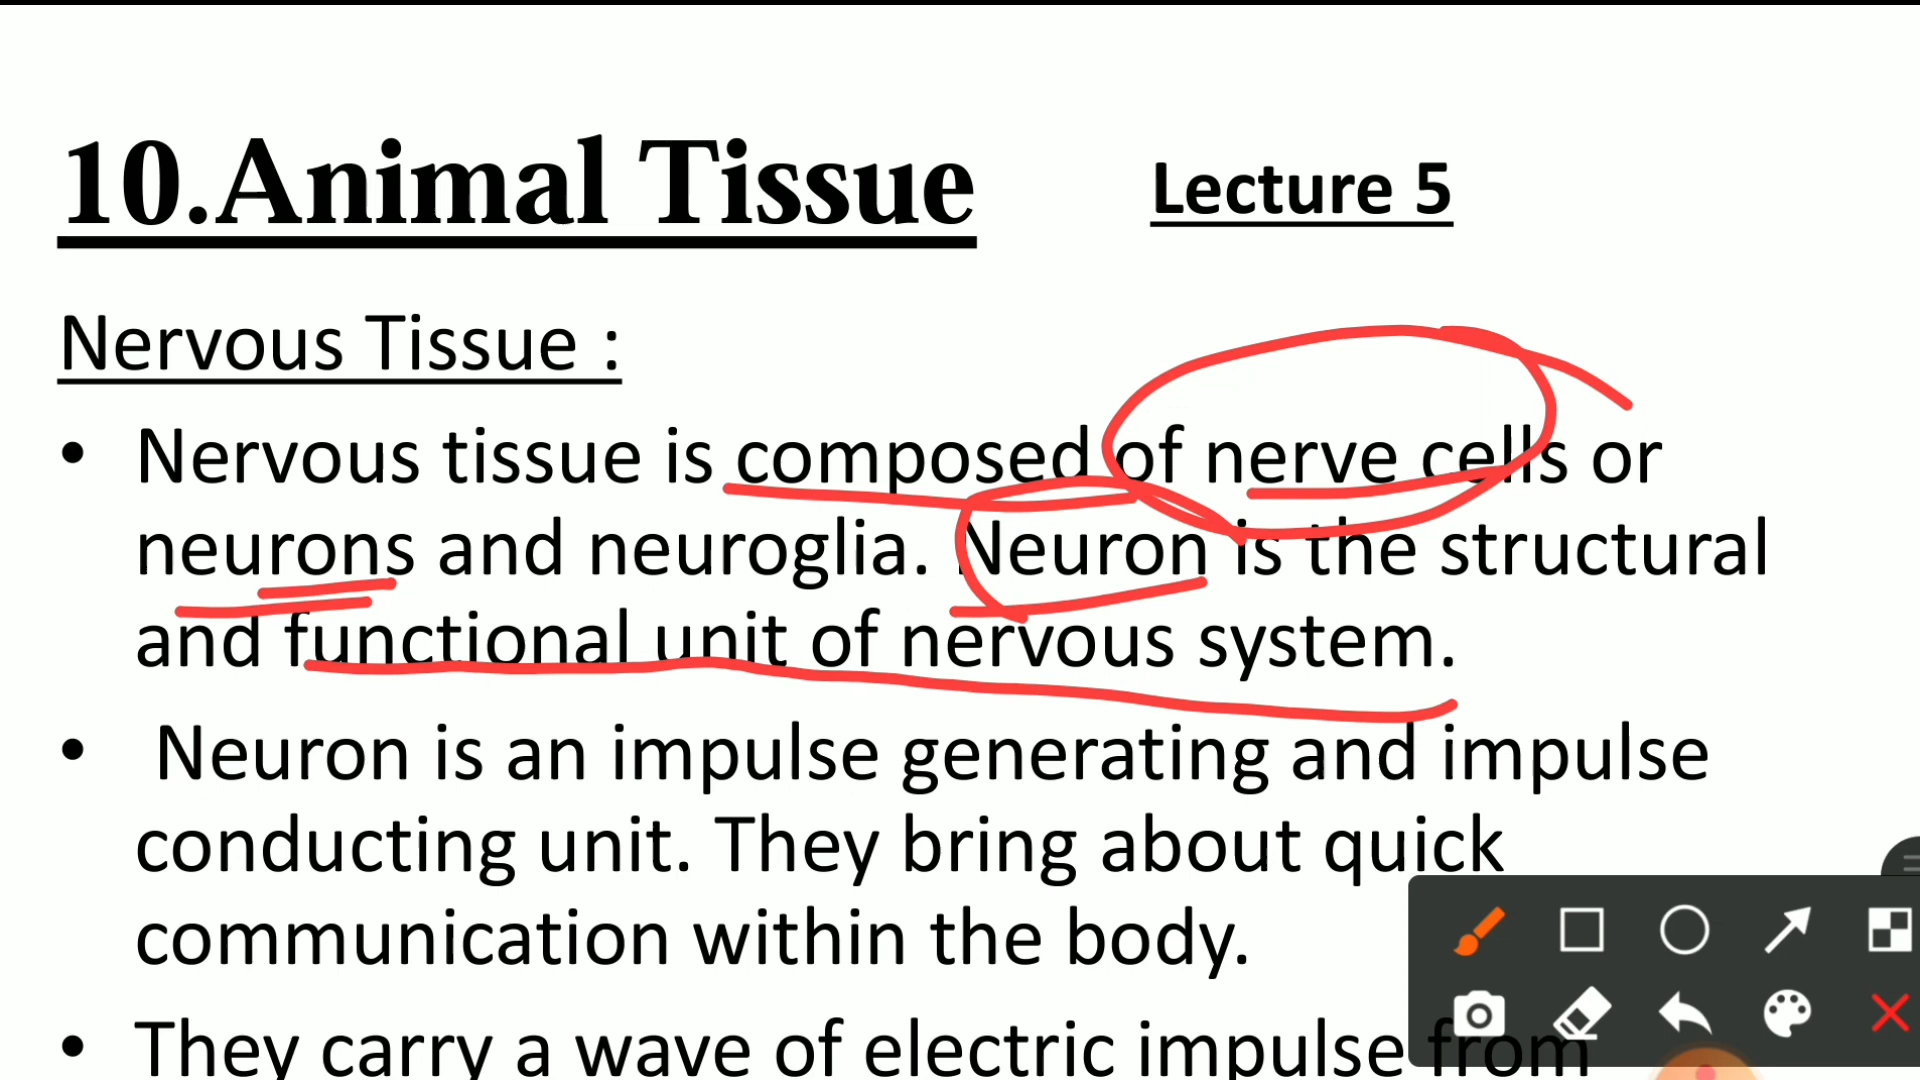 10.Animal Tissue
Lecture 5
Nervous Tissue :
• Nervous tissue is composed of nerve cells or
neurons and neuroglia. Neuron is the structural
and functional unit of nervous system.
• Neuron is an impulse generating and impulse
conducting unit. They bring about quick
communication within the body.
• They carry a wave of electric impulse from